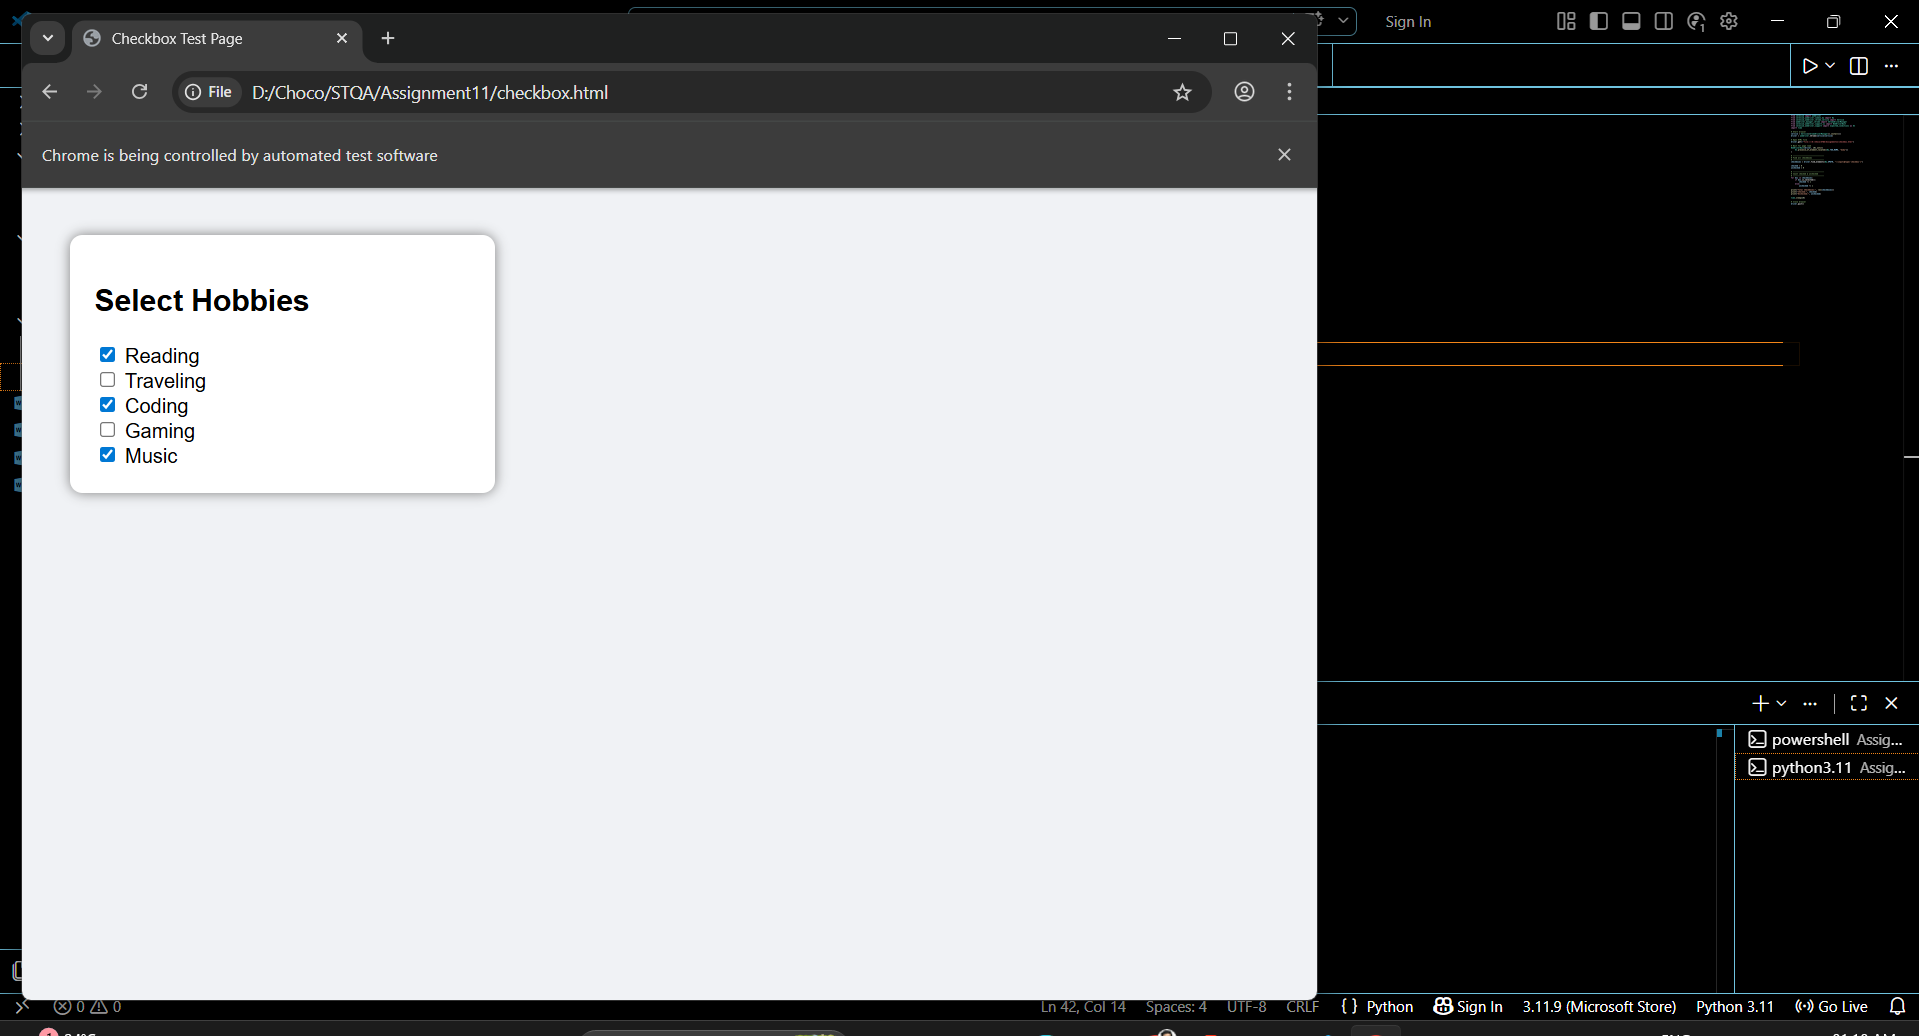 Sign In
Checkbox Test Page
File D:/Choco/STQA/Assignment11/checkbox.html
Chrome is being controlled by automated test software
Select Hobbies
Reading
Traveling
Coding
Gaming
Music
powershell Assig...
python3.11 Assig...
0 0 Ln 42, Col 14 Spaces: 4 UTF-8 CRLF { } Python Sign In 3.11.9 (Microsoft Store) Python 3.11 Go Live